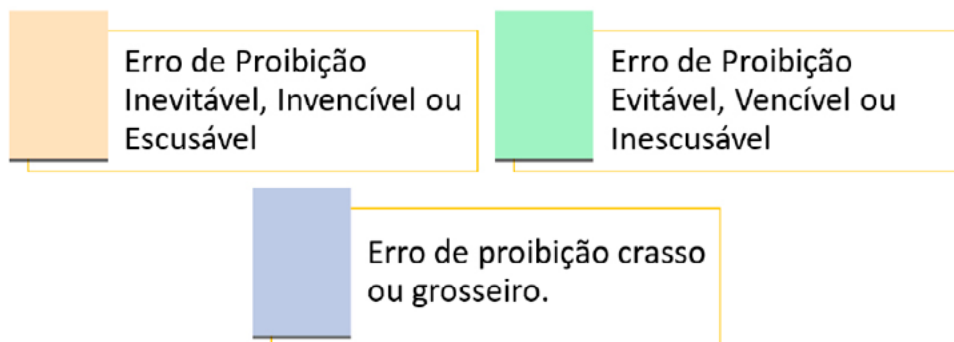 Erro de Proibição
Inevitável, Invencível ou
Escusável
Erro de Proibição
Evitável, Vencível ou
Inescusável
Erro de proibição crasso
ou grosseiro.